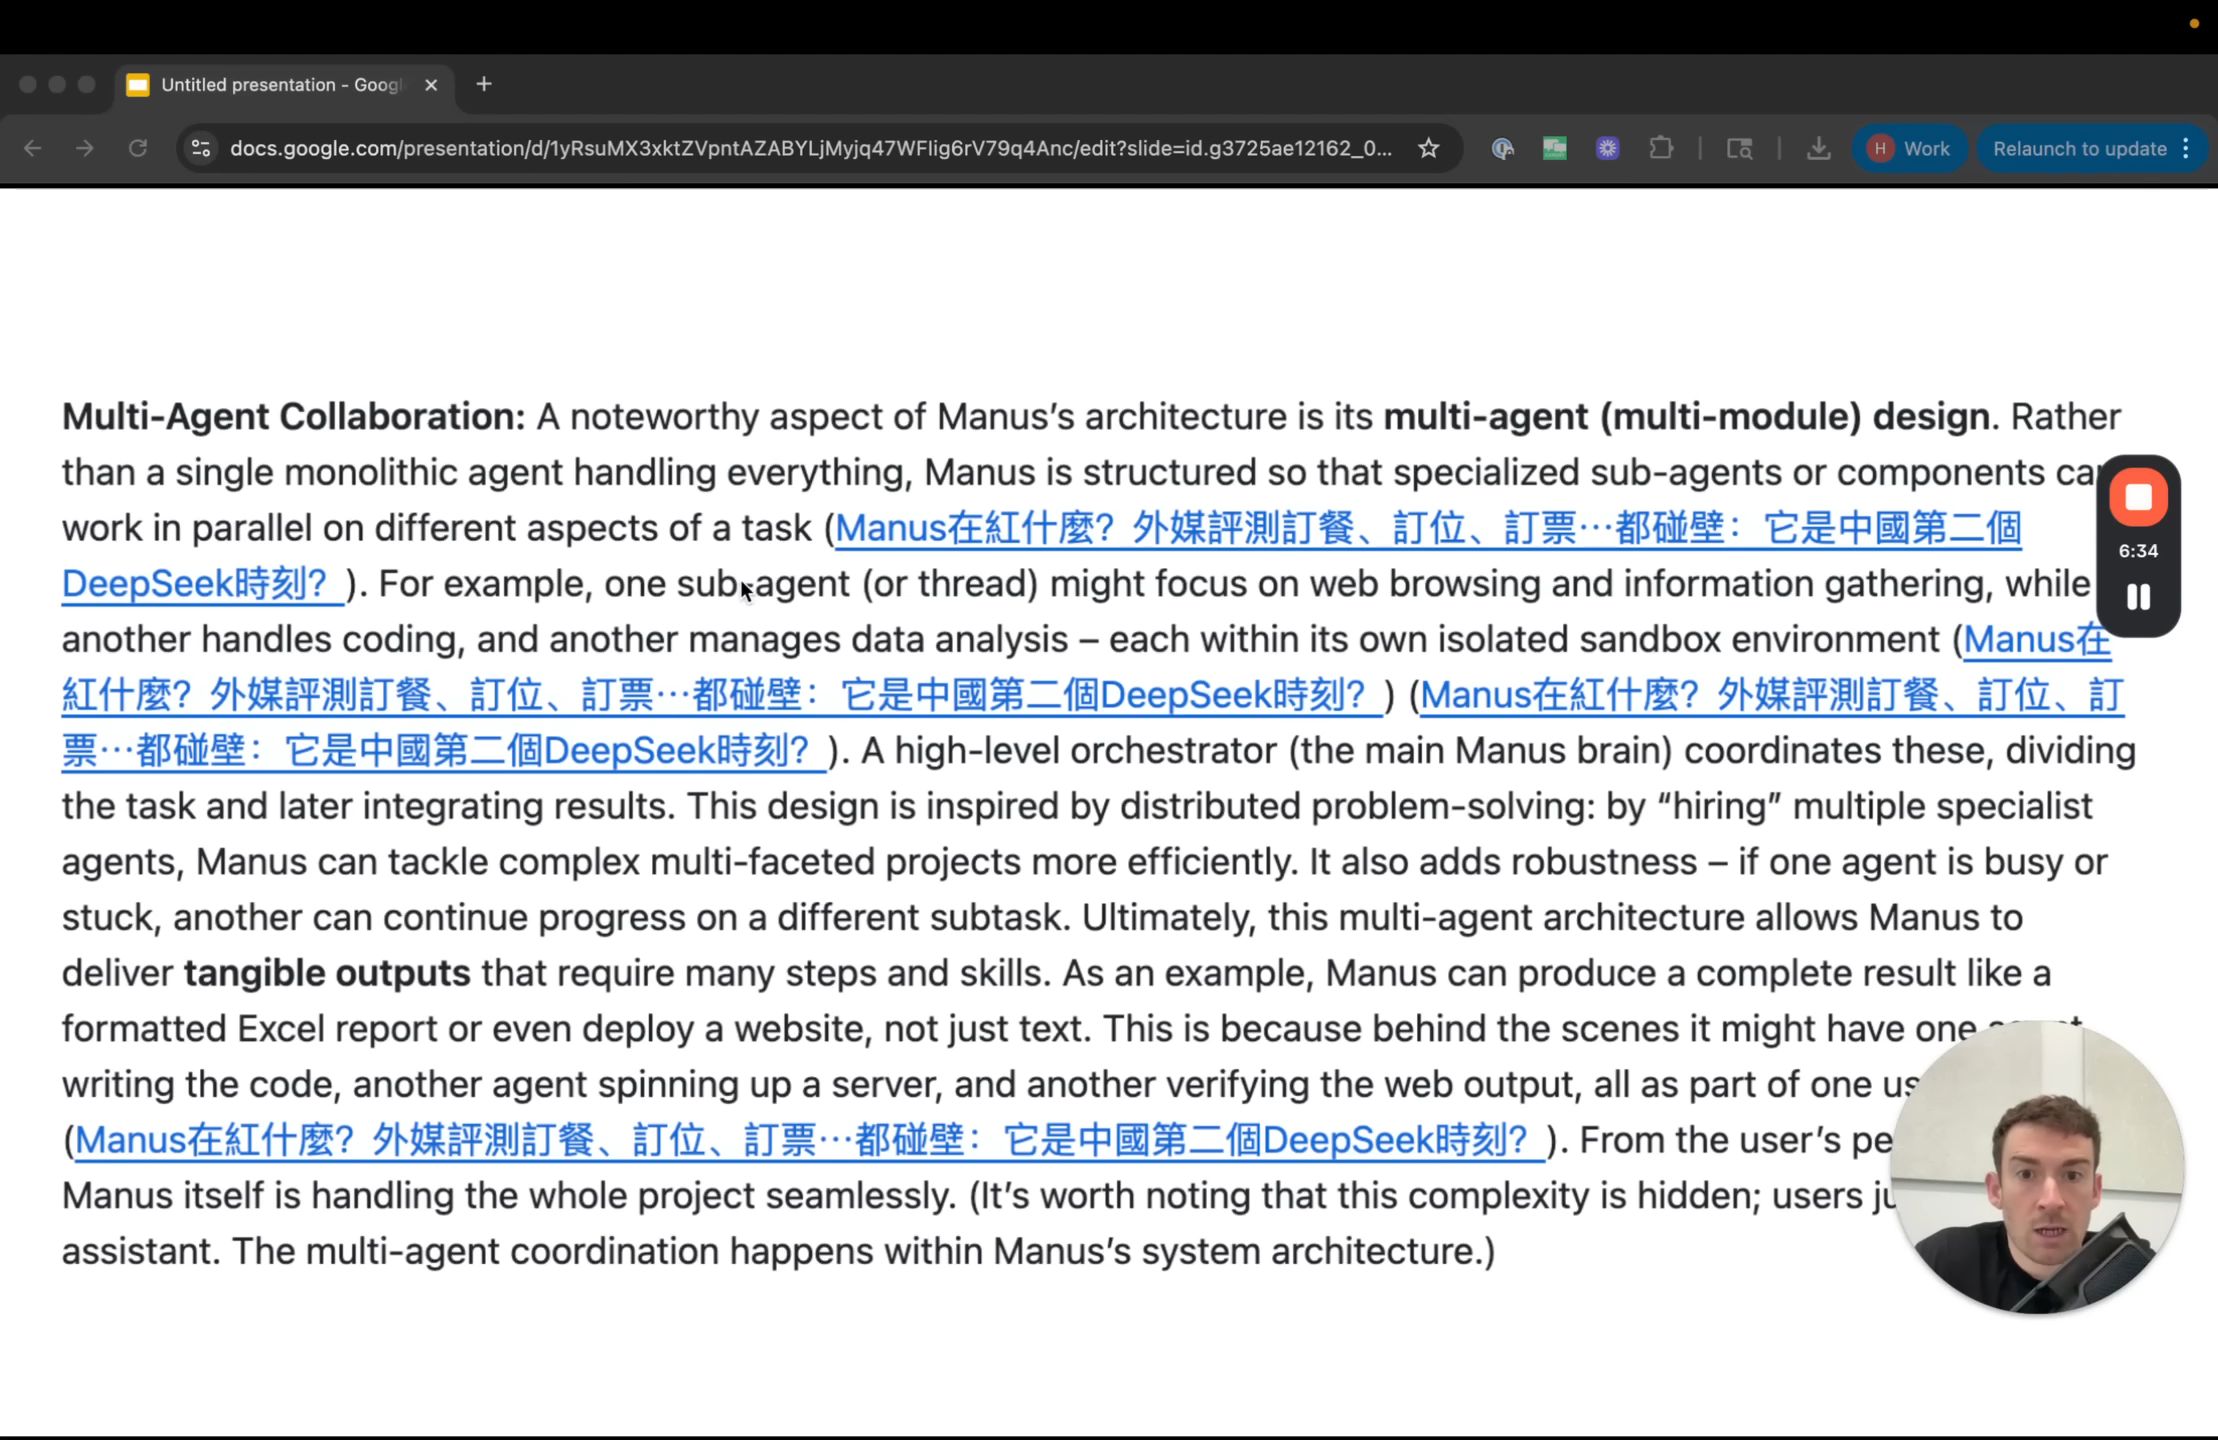 Untitled presentation - Goog
docs.google.com/presentation/d/1yRsuMX3xktZVpntAZABYLjMyjq47WFlig6rV79q4Anc/edit?slide=id.g3725ae12162_0...
H Work
Relaunch to update
Multi-Agent Collaboration: A noteworthy aspect of Manus’s architecture is its multi-agent (multi-module) design. Rather
than a single monolithic agent handling everything, Manus is structured so that specialized sub-agents or components ca
work in parallel on different aspects of a task (Manus在紅什麼？外媒評測訂餐、訂位、訂票…都碰壁：它是中國第二個
DeepSeek時刻？). For example, one sub-agent (or thread) might focus on web browsing and information gathering, while
another handles coding, and another manages data analysis – each within its own isolated sandbox environment (Manus在
紅什麼？外媒評測訂餐、訂位、訂票…都碰壁：它是中國第二個DeepSeek時刻？) (Manus在紅什麼？外媒評測訂餐、訂位、訂
票…都碰壁：它是中國第二個DeepSeek時刻？). A high-level orchestrator (the main Manus brain) coordinates these, dividing
the task and later integrating results. This design is inspired by distributed problem-solving: by “hiring” multiple specialist
agents, Manus can tackle complex multi-faceted projects more efficiently. It also adds robustness – if one agent is busy or
stuck, another can continue progress on a different subtask. Ultimately, this multi-agent architecture allows Manus to
deliver tangible outputs that require many steps and skills. As an example, Manus can produce a complete result like a
formatted Excel report or even deploy a website, not just text. This is because behind the scenes it might have one
writing the code, another agent spinning up a server, and another verifying the web output, all as part of one us
(Manus在紅什麼？外媒評測訂餐、訂位、訂票…都碰壁：它是中國第二個DeepSeek時刻？). From the user’s pe
Manus itself is handling the whole project seamlessly. (It’s worth noting that this complexity is hidden; users ju
assistant. The multi-agent coordination happens within Manus’s system architecture.)
6:34